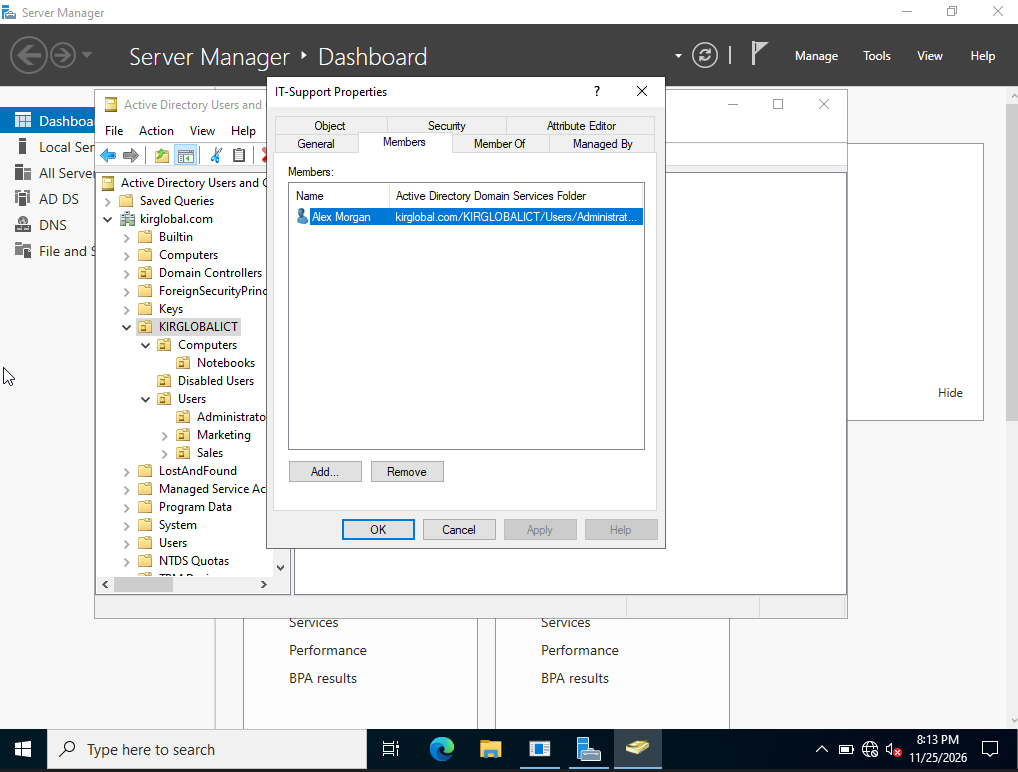 Server Manager
Server Manager • Dashboard
Manage Tools View Help
IT-Support Properties
?
Active Directory Users and
File Action View Help
Object Security Attribute Editor
General Members Member Of Managed By
Members:
Name Active Directory Domain Services Folder
Alex Morgan kirglobal.com/KIRGLOBALICT/Users/Administrat...
Add... Remove
OK Cancel Apply Help
Dashboa
Local Ser
All Server
AD DS
DNS
File and S
Active Directory Users and C
Saved Queries
kirglobal.com
Builtin
Computers
Domain Controllers
ForeignSecurityPrinc
Keys
KIRGLOBALICT
Computers
Notebooks
Disabled Users
Users
Administrato
Marketing
Sales
LostAndFound
Managed Service Ac
Program Data
System
Users
NTDS Quotas
Hide
Services
Performance
BPA results
Services
Performance
BPA results
Type here to search
8:13 PM
11/25/2026